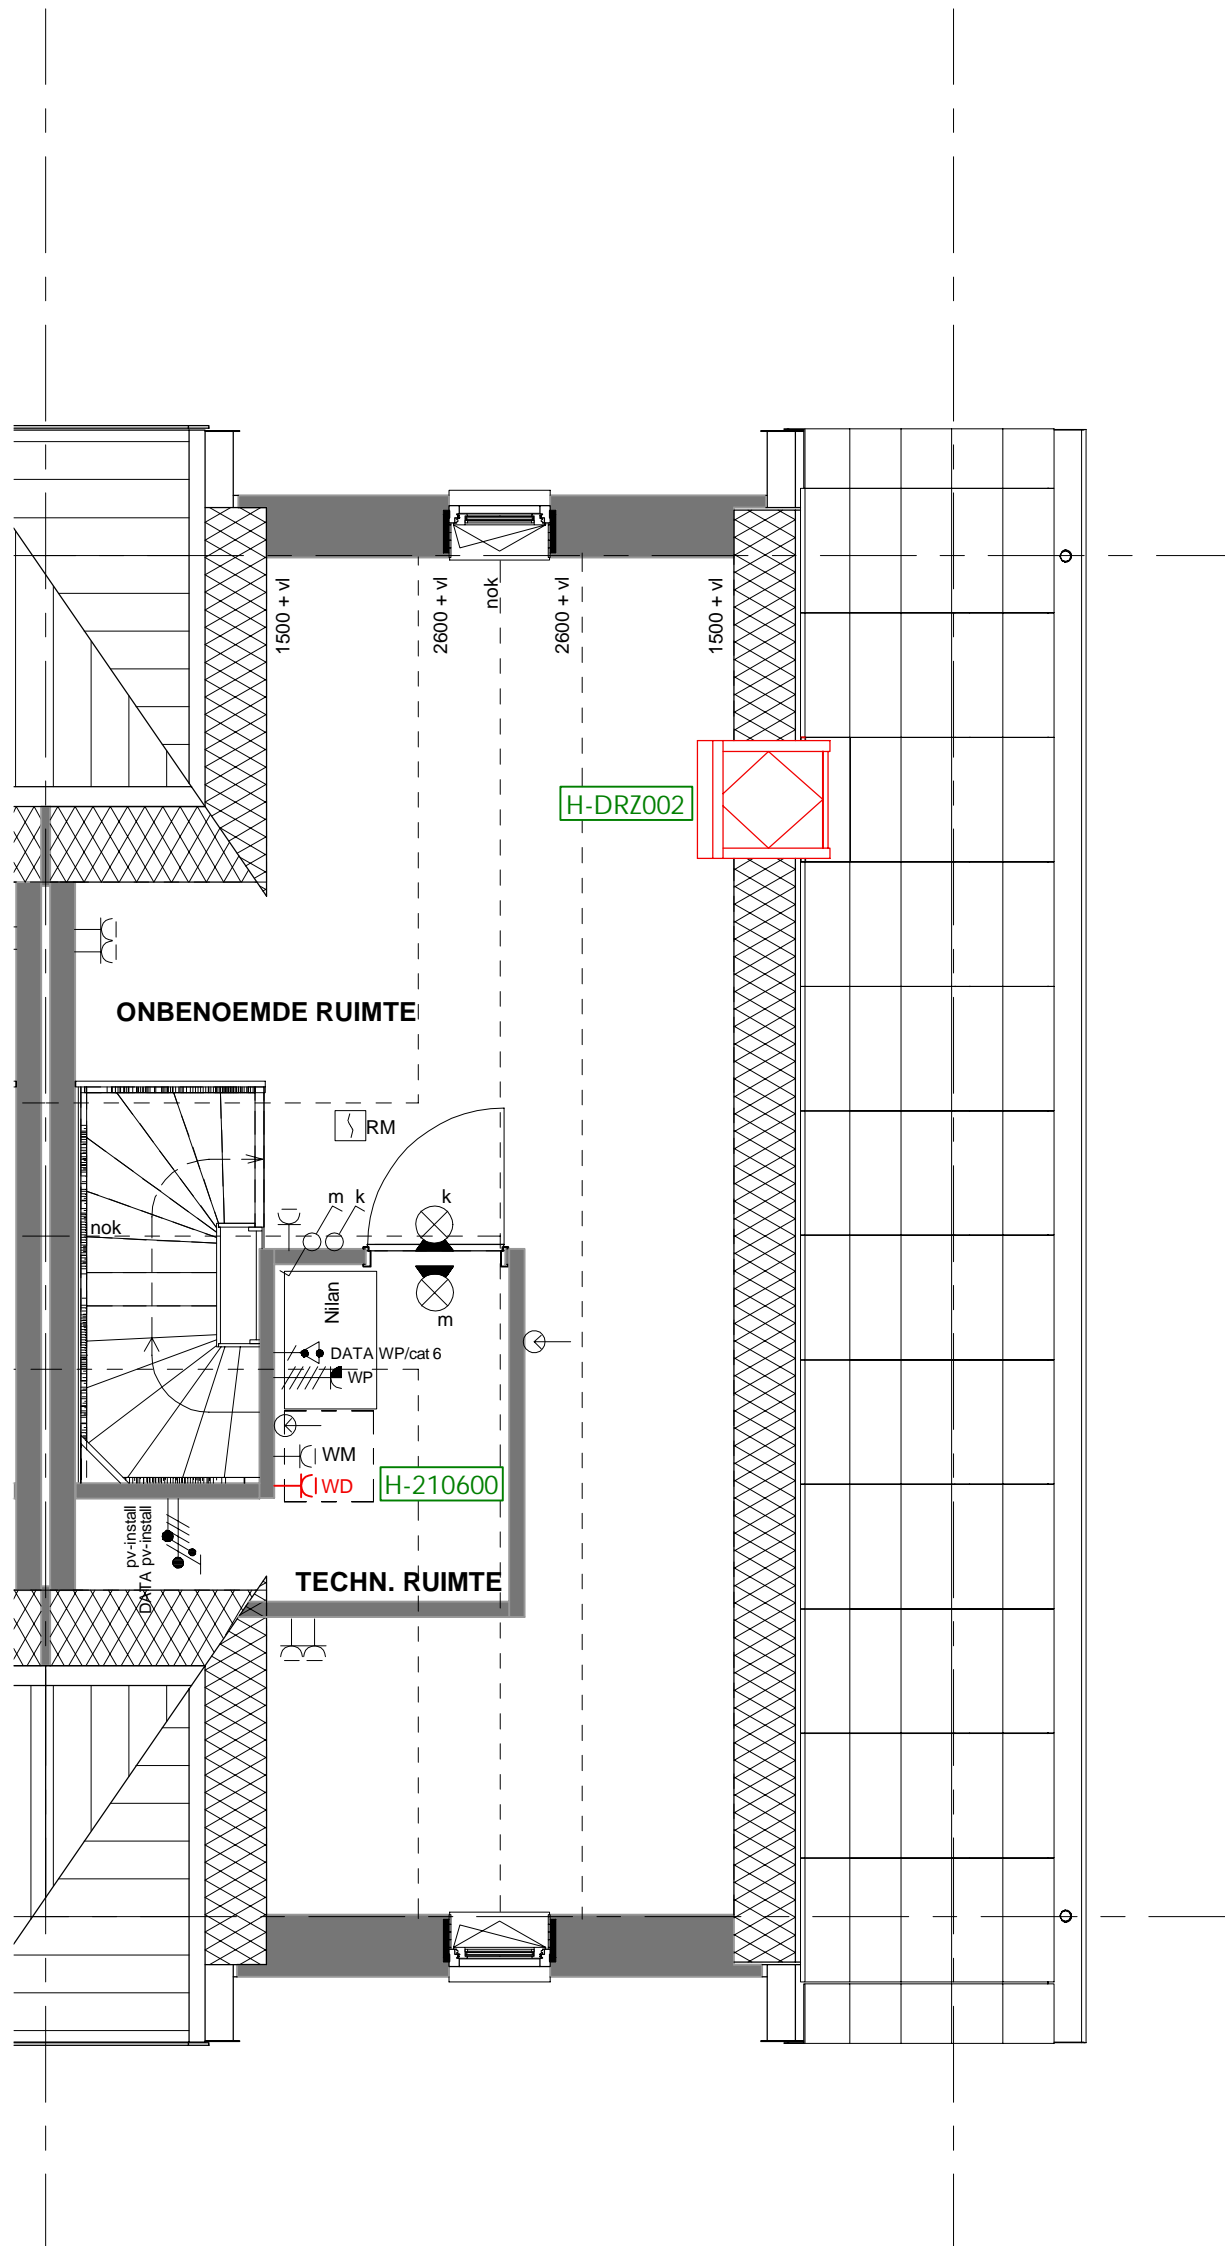 1500 + vl
2600 + vl
nok
2600 + vl
1500 + vl
H-DRZ002
ONBENOEMDE RUIMTE
RM
m k
k
nok
Nilan
m
DATA WP/cat 6
WP
WM
WD
H-210600
pv-install
DATA pv-install
TECHN. RUIMTE